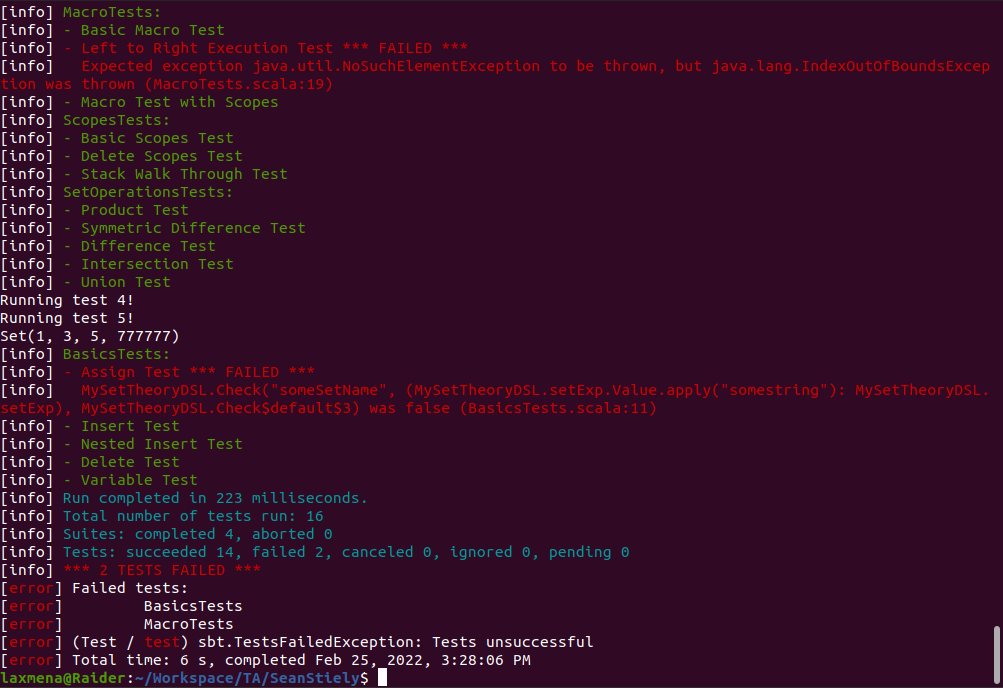 [info] MacroTests:
[info] - Basic Macro Test
[info] - Left to Right Execution Test *** FAILED ***
[info]   Expected exception java.util.NoSuchElementException to be thrown, but java.lang.IndexOutOfBoundsExcep
tion was thrown (MacroTests.scala:19)
[info] - Macro Test with Scopes
[info] ScopesTests:
[info] - Basic Scopes Test
[info] - Delete Scopes Test
[info] - Stack Walk Through Test
[info] SetOperationsTests:
[info] - Product Test
[info] - Symmetric Difference Test
[info] - Difference Test
[info] - Intersection Test
[info] - Union Test
Running test 4!
Running test 5!
Set(1, 3, 5, 777777)
[info] BasicsTests:
[info] - Assign Test *** FAILED ***
[info]   MySetTheoryDSL.Check("someSetName", (MySetTheoryDSL.setExp.Value.apply("somestring"): MySetTheoryDSL.
setExp), MySetTheoryDSL.Check$default$3) was false (BasicsTests.scala:11)
[info] - Insert Test
[info] - Nested Insert Test
[info] - Delete Test
[info] - Variable Test
[info] Run completed in 223 milliseconds.
[info] Total number of tests run: 16
[info] Suites: completed 4, aborted 0
[info] Tests: succeeded 14, failed 2, canceled 0, ignored 0, pending 0
[info] *** 2 TESTS FAILED ***
[error] Failed tests:
[error]         BasicsTests
[error]         MacroTests
[error] (Test / test) sbt.TestsFailedException: Tests unsuccessful
[error] Total time: 6 s, completed Feb 25, 2022, 3:28:06 PM
laxmena@Raider:~/Workspace/TA/SeanStiely$